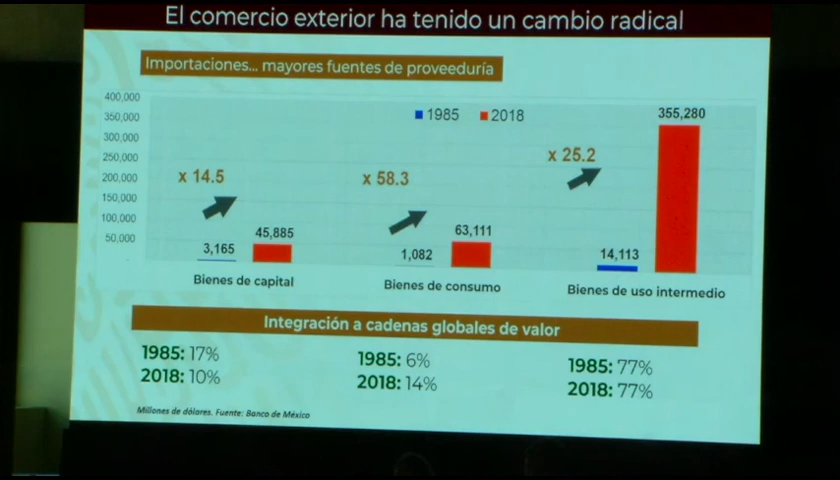 El comercio exterior ha tenido un cambio radical
Importaciones... mayores fuentes de proveeduría
400,000
350,000
300,000
250,000
200,000
150,000
100,000
50,000
-
1985 2018
x 14.5
x 58.3
x 25.2
3,165
45,885
1,082
63,111
14,113
355,280
Bienes de capital
Bienes de consumo
Bienes de uso intermedio
Integración a cadenas globales de valor
1985: 17%
2018: 10%
1985: 6%
2018: 14%
1985: 77%
2018: 77%
Millones de dólares. Fuente: Banco de México